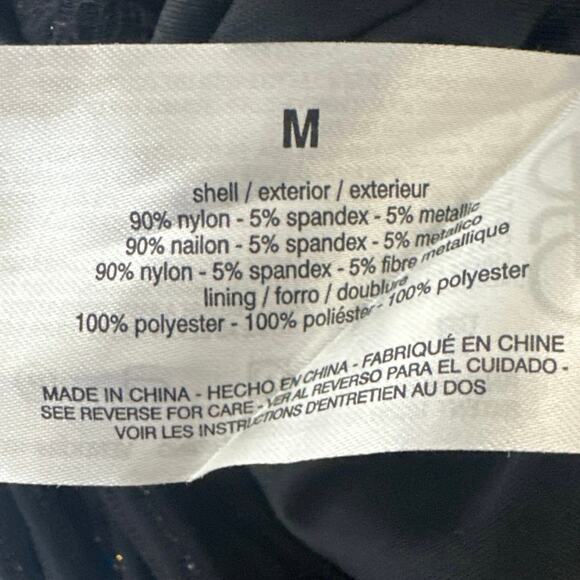 M
shell / exterior / exterieur
90% nylon - 5% spandex - 5% metallic
90% nailon - 5% spandex - 5% metalico
90% nylon - 5% spandex - 5% fibre metallique
lining / forro / doublure
100% polyester - 100% poliéster - 100% polyester
MADE IN CHINA - HECHO EN CHINA - FABRIQUÉ EN CHINE
SEE REVERSE FOR CARE - VER AL REVERSO PARA EL CUIDADO -
VOIR LES INSTRUCTIONS D'ENTRETIEN AU DOS